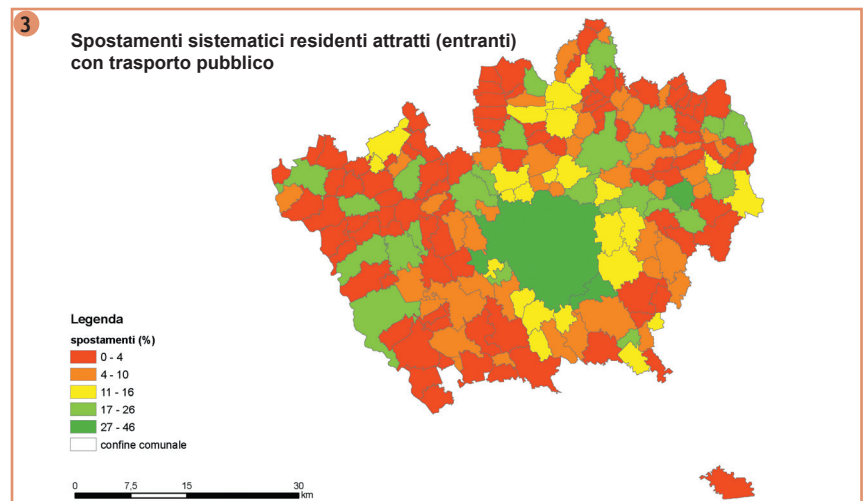 3
Spostamenti sistematici residenti attratti (entranti)
con trasporto pubblico
Legenda
spostamenti (%)
0 - 4
4 - 10
11 - 16
17 - 26
27 - 46
confine comunale
0 7,5 15 30
km